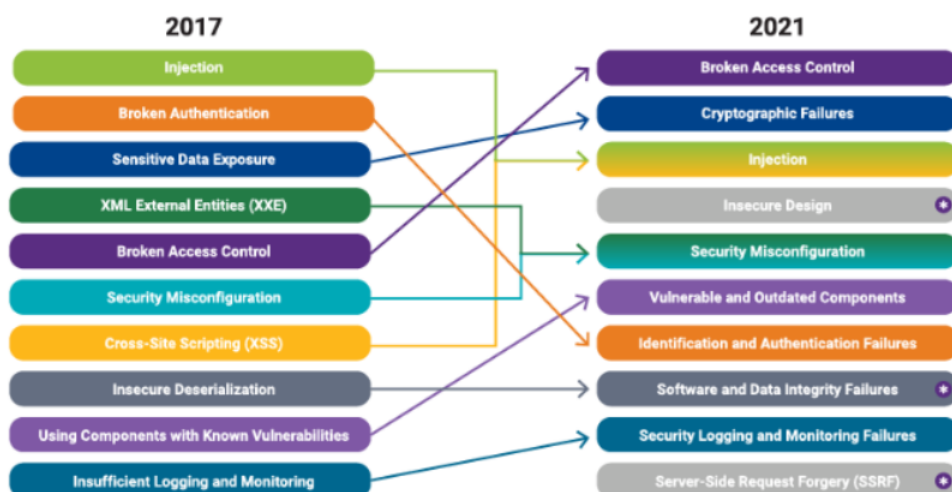 2017
2021
Injection
Broken Access Control
Broken Authentication
Cryptographic Failures
Sensitive Data Exposure
Injection
XML External Entities (XXE)
Insecure Design *
Broken Access Control
Security Misconfiguration
Security Misconfiguration
Vulnerable and Outdated Components
Cross-Site Scripting (XSS)
Identification and Authentication Failures
Insecure Deserialization
Software and Data Integrity Failures *
Using Components with Known Vulnerabilities
Security Logging and Monitoring Failures
Insufficient Logging and Monitoring
Server-Side Request Forgery (SSRF) *